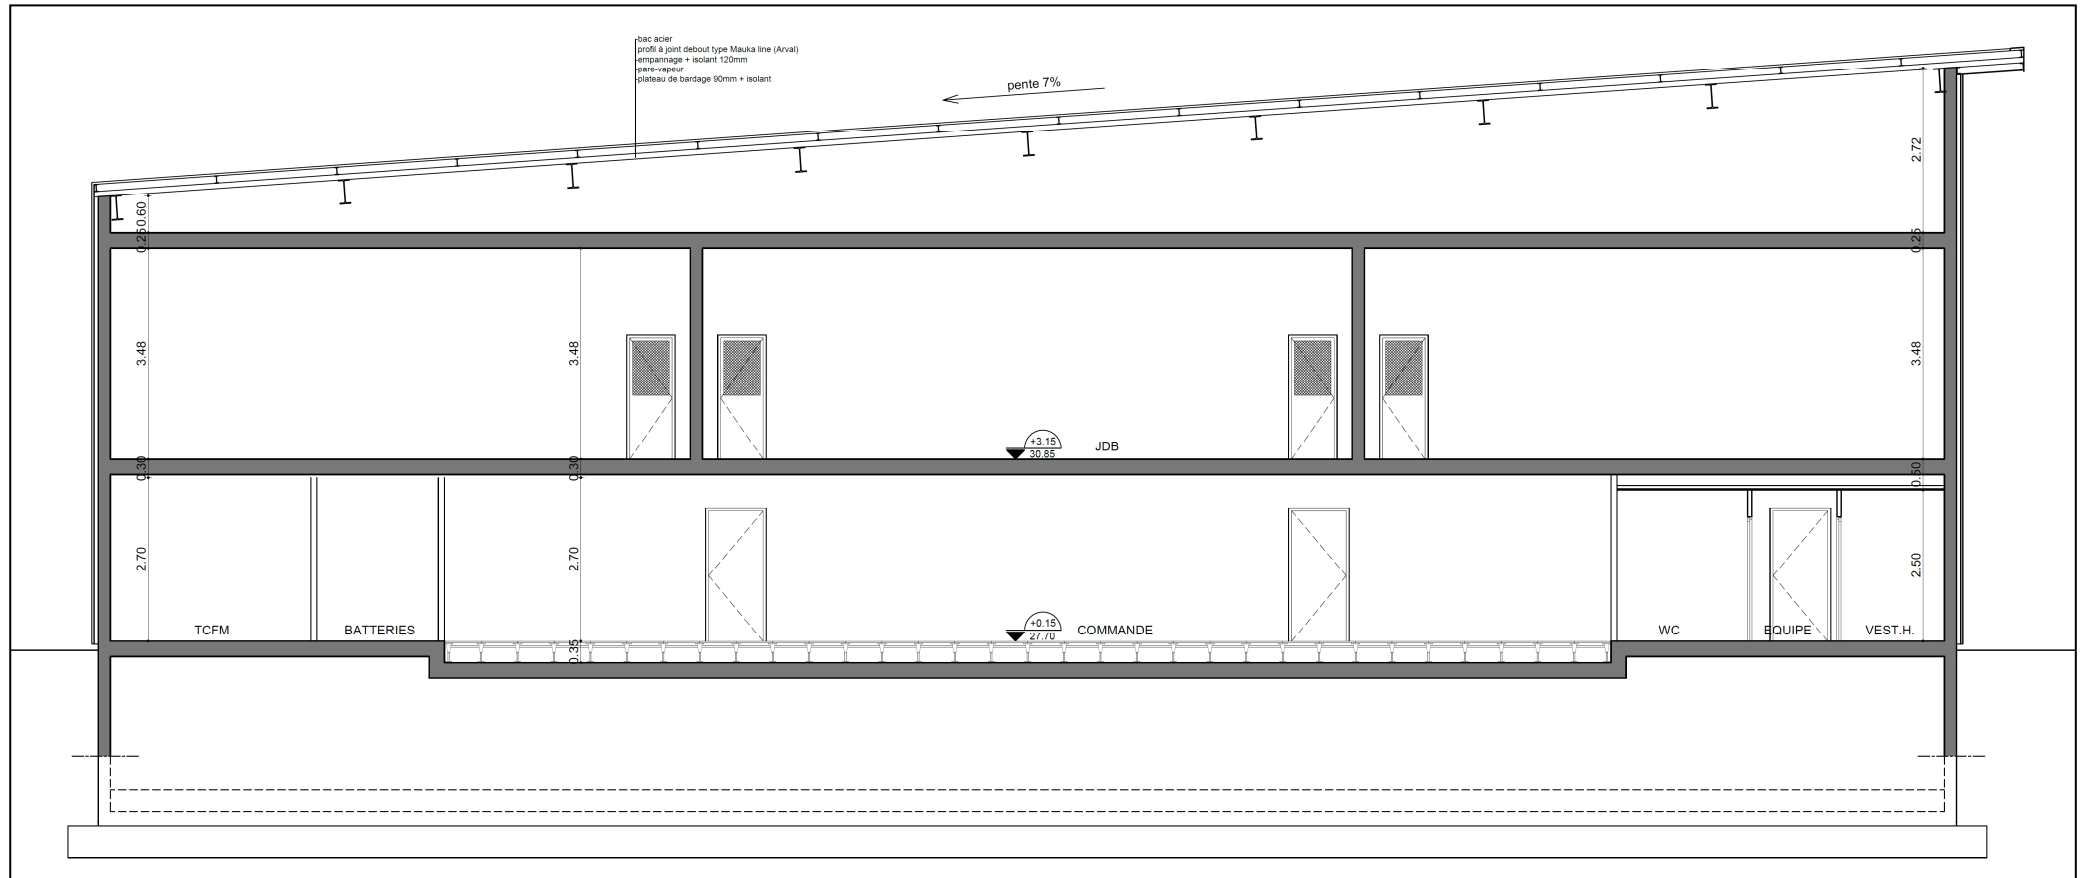 bac acier
profil à joint debout type Mauka line (Arval)
empannage + isolant 120mm
pare-vapeur
plateau de bardage 90mm + isolant
pente 7%
2.72
0.60
0.25
0.25
3.48
3.48
3.48
+3.15
30.85
JDB
0.30
0.30
0.50
2.70
2.70
2.50
TCFM
BATTERIES
+0.15
27.70
COMMANDE
WC
EQUIPE
VEST.H.
0.35